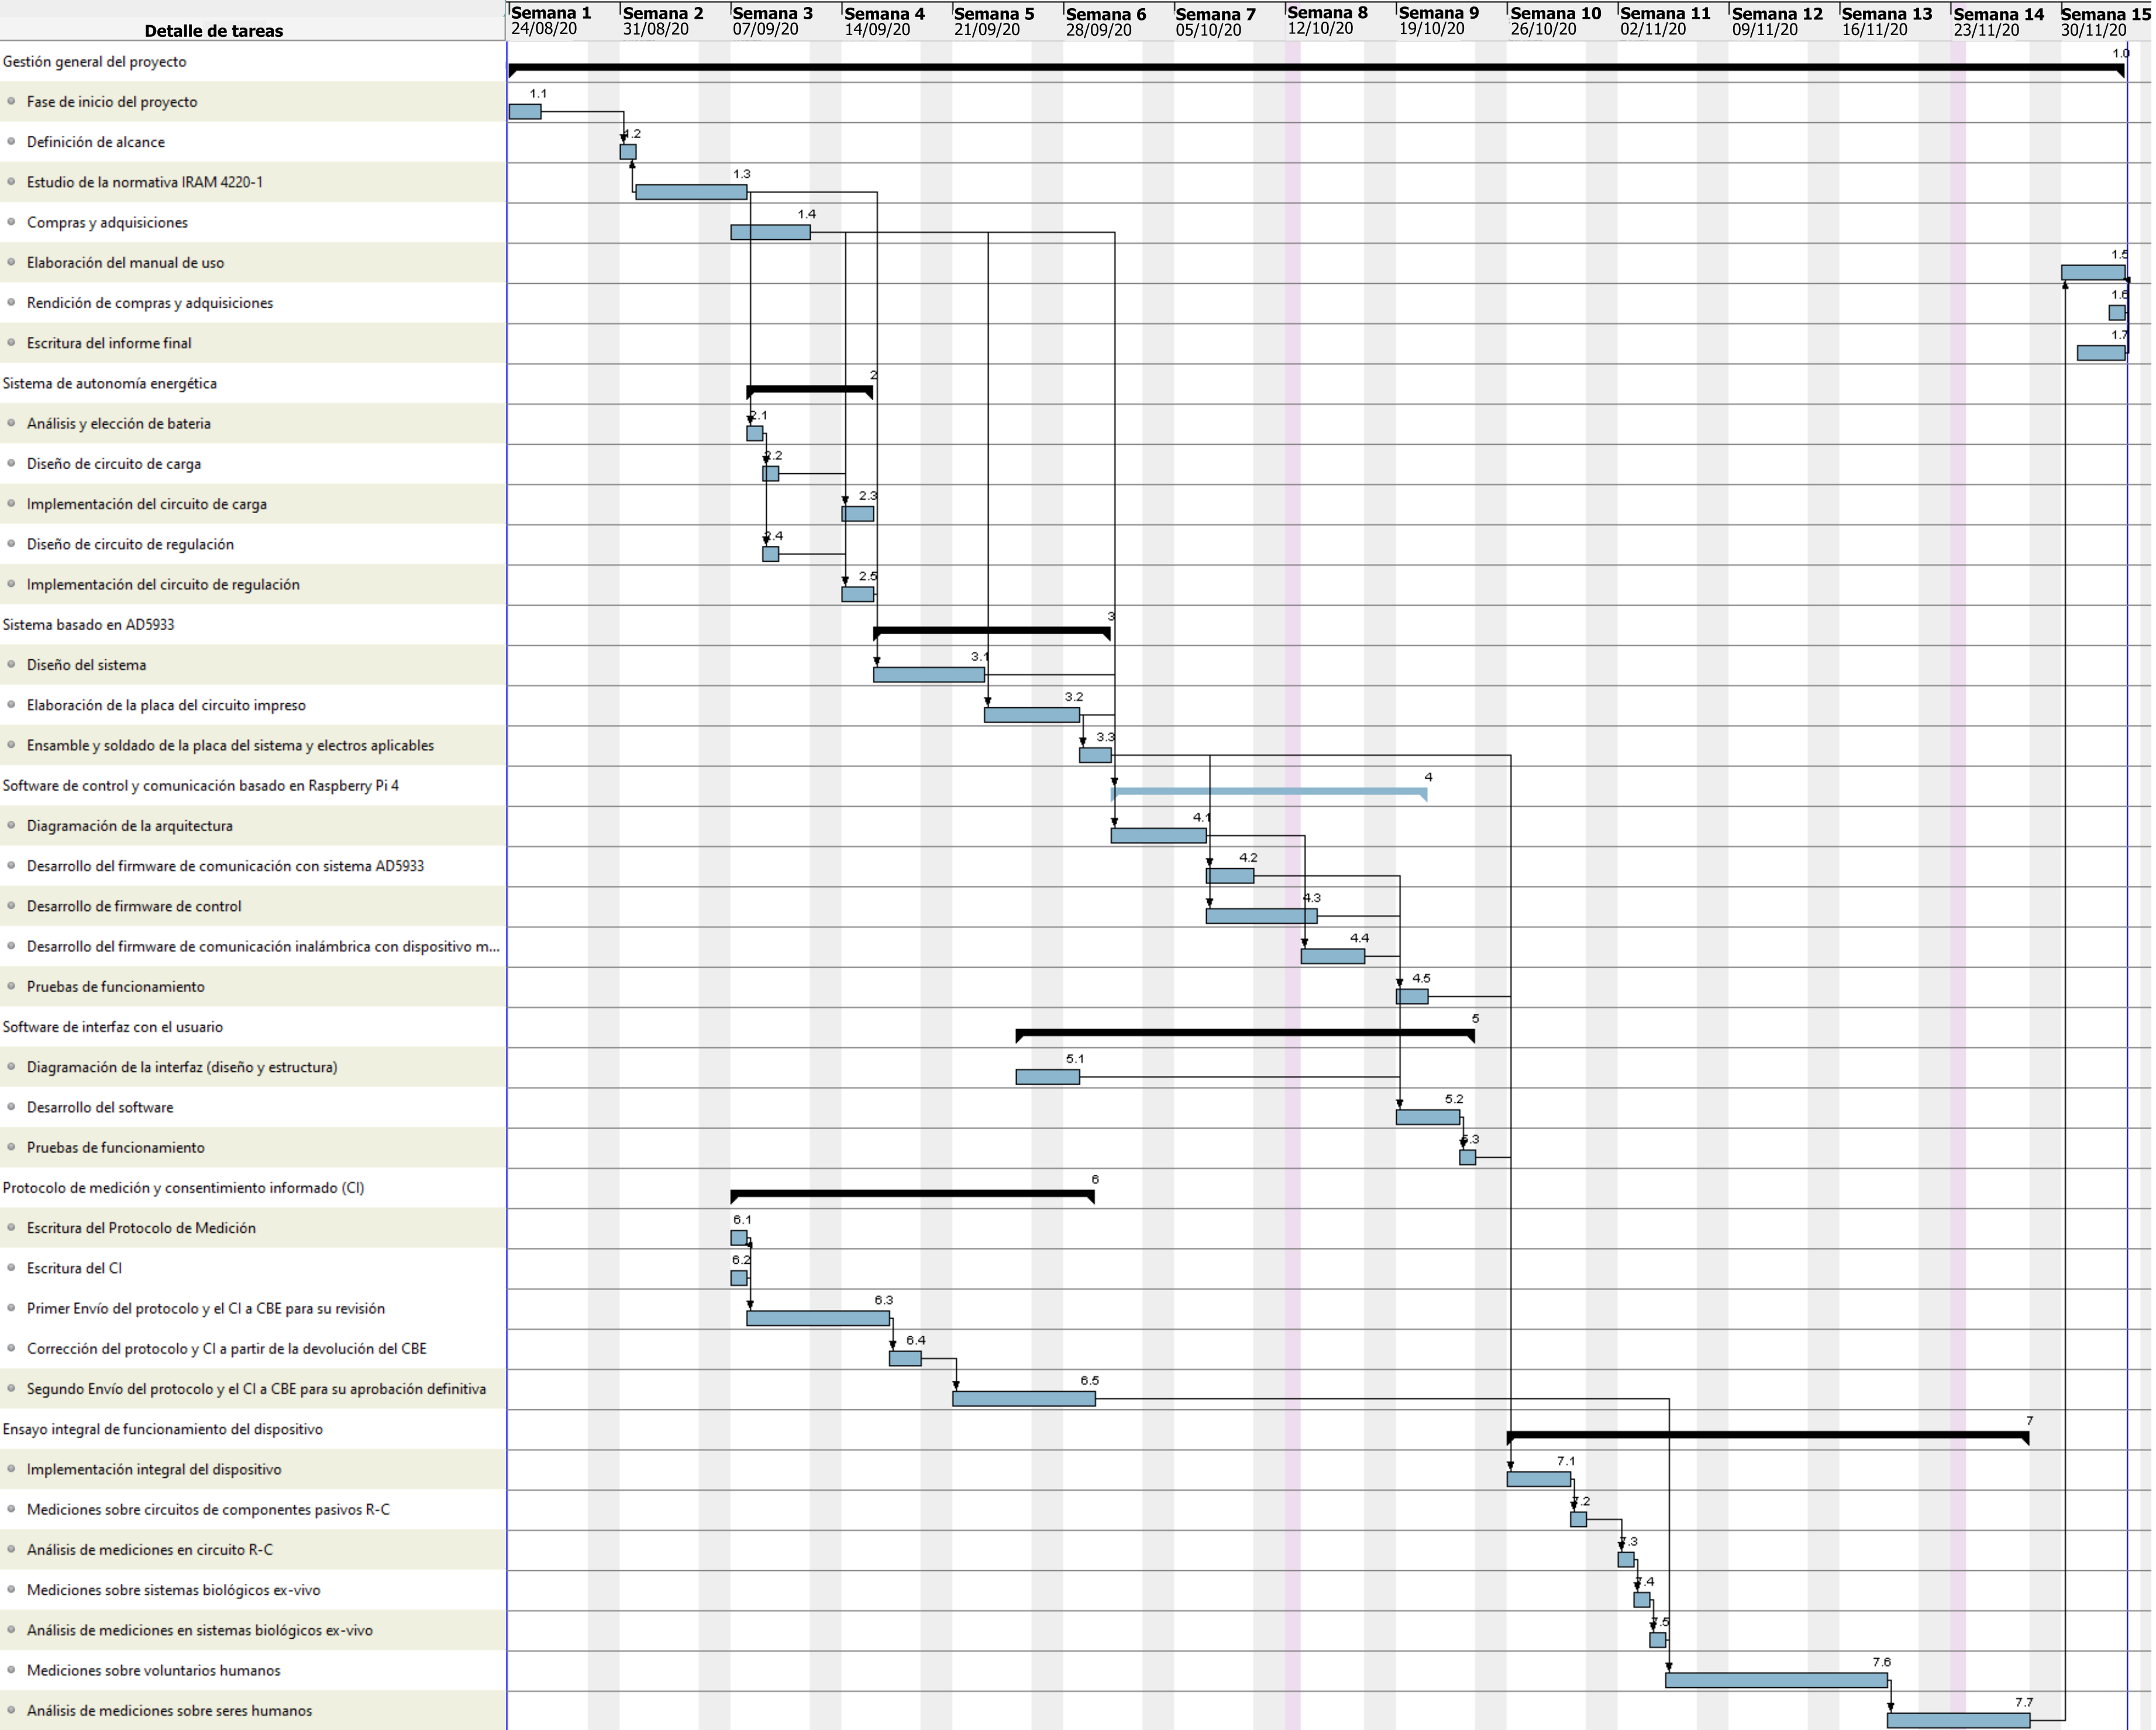 Semana 1 Semana 2 Semana 3 Semana 4 Semana 5 Semana 6 Semana 7 Semana 8 Semana 9 Semana 10 Semana 11 Semana 12 Semana 13 Semana 14 Semana 15
Detalle de tareas 24/08/20 31/08/20 07/09/20 14/09/20 21/09/20 28/09/20 05/10/20 12/10/20 19/10/20 26/10/20 02/11/20 09/11/20 16/11/20 23/11/20 30/11/20
Gestión general del proyecto 1.0
Fase de inicio del proyecto 1.1
Definición de alcance 1.2
Estudio de la normativa IRAM 4220-1 1.3
Compras y adquisiciones 1.4
Elaboración del manual de uso 1.5
Rendición de compras y adquisiciones 1.6
Escritura del informe final 1.7
Sistema de autonomía energética 2
Análisis y elección de bateria 2.1
Diseño de circuito de carga 2.2
Implementación del circuito de carga 2.3
Diseño de circuito de regulación 2.4
Implementación del circuito de regulación 2.5
Sistema basado en AD5933 3
Diseño del sistema 3.1
Elaboración de la placa del circuito impreso 3.2
Ensamble y soldado de la placa del sistema y electros aplicables 3.3
Software de control y comunicación basado en Raspberry Pi 4 4
Diagramación de la arquitectura 4.1
Desarrollo del firmware de comunicación con sistema AD5933 4.2
Desarrollo de firmware de control 4.3
Desarrollo del firmware de comunicación inalámbrica con dispositivo m... 4.4
Pruebas de funcionamiento 4.5
Software de interfaz con el usuario 5
Diagramación de la interfaz (diseño y estructura) 5.1
Desarrollo del software 5.2
Pruebas de funcionamiento 5.3
Protocolo de medición y consentimiento informado (CI) 6
Escritura del Protocolo de Medición 6.1
Escritura del CI 6.2
Primer Envío del protocolo y el CI a CBE para su revisión 6.3
Corrección del protocolo y CI a partir de la devolución del CBE 6.4
Segundo Envío del protocolo y el CI a CBE para su aprobación definitiva 6.5
Ensayo integral de funcionamiento del dispositivo 7
Implementación integral del dispositivo 7.1
Mediciones sobre circuitos de componentes pasivos R-C 7.2
Análisis de mediciones en circuito R-C 7.3
Mediciones sobre sistemas biológicos ex-vivo 7.4
Análisis de mediciones en sistemas biológicos ex-vivo 7.5
Mediciones sobre voluntarios humanos 7.6
Análisis de mediciones sobre seres humanos 7.7